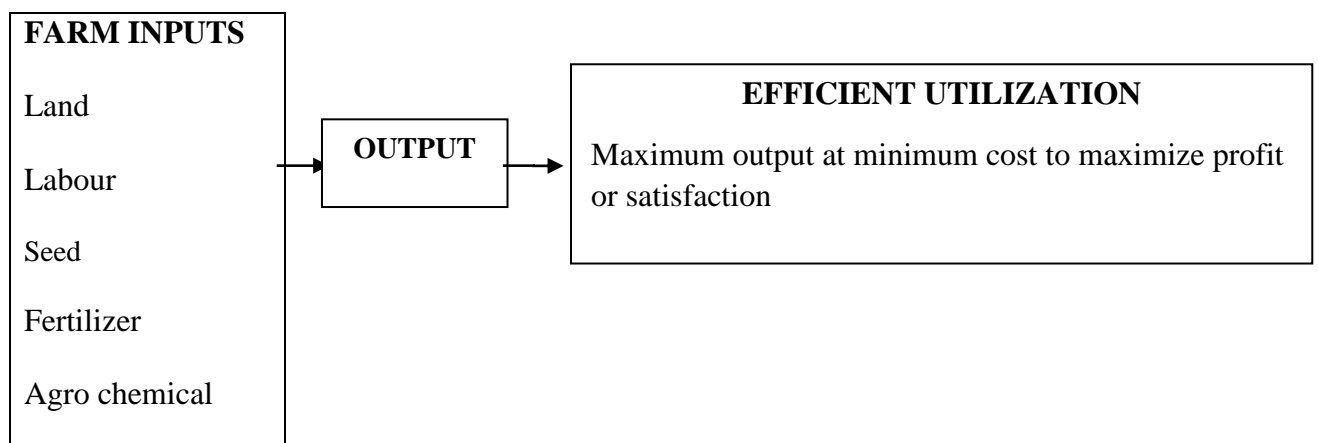 FARM INPUTS
Land
Labour
Seed
Fertilizer
Agro chemical
OUTPUT
EFFICIENT UTILIZATION
Maximum output at minimum cost to maximize profit
or satisfaction